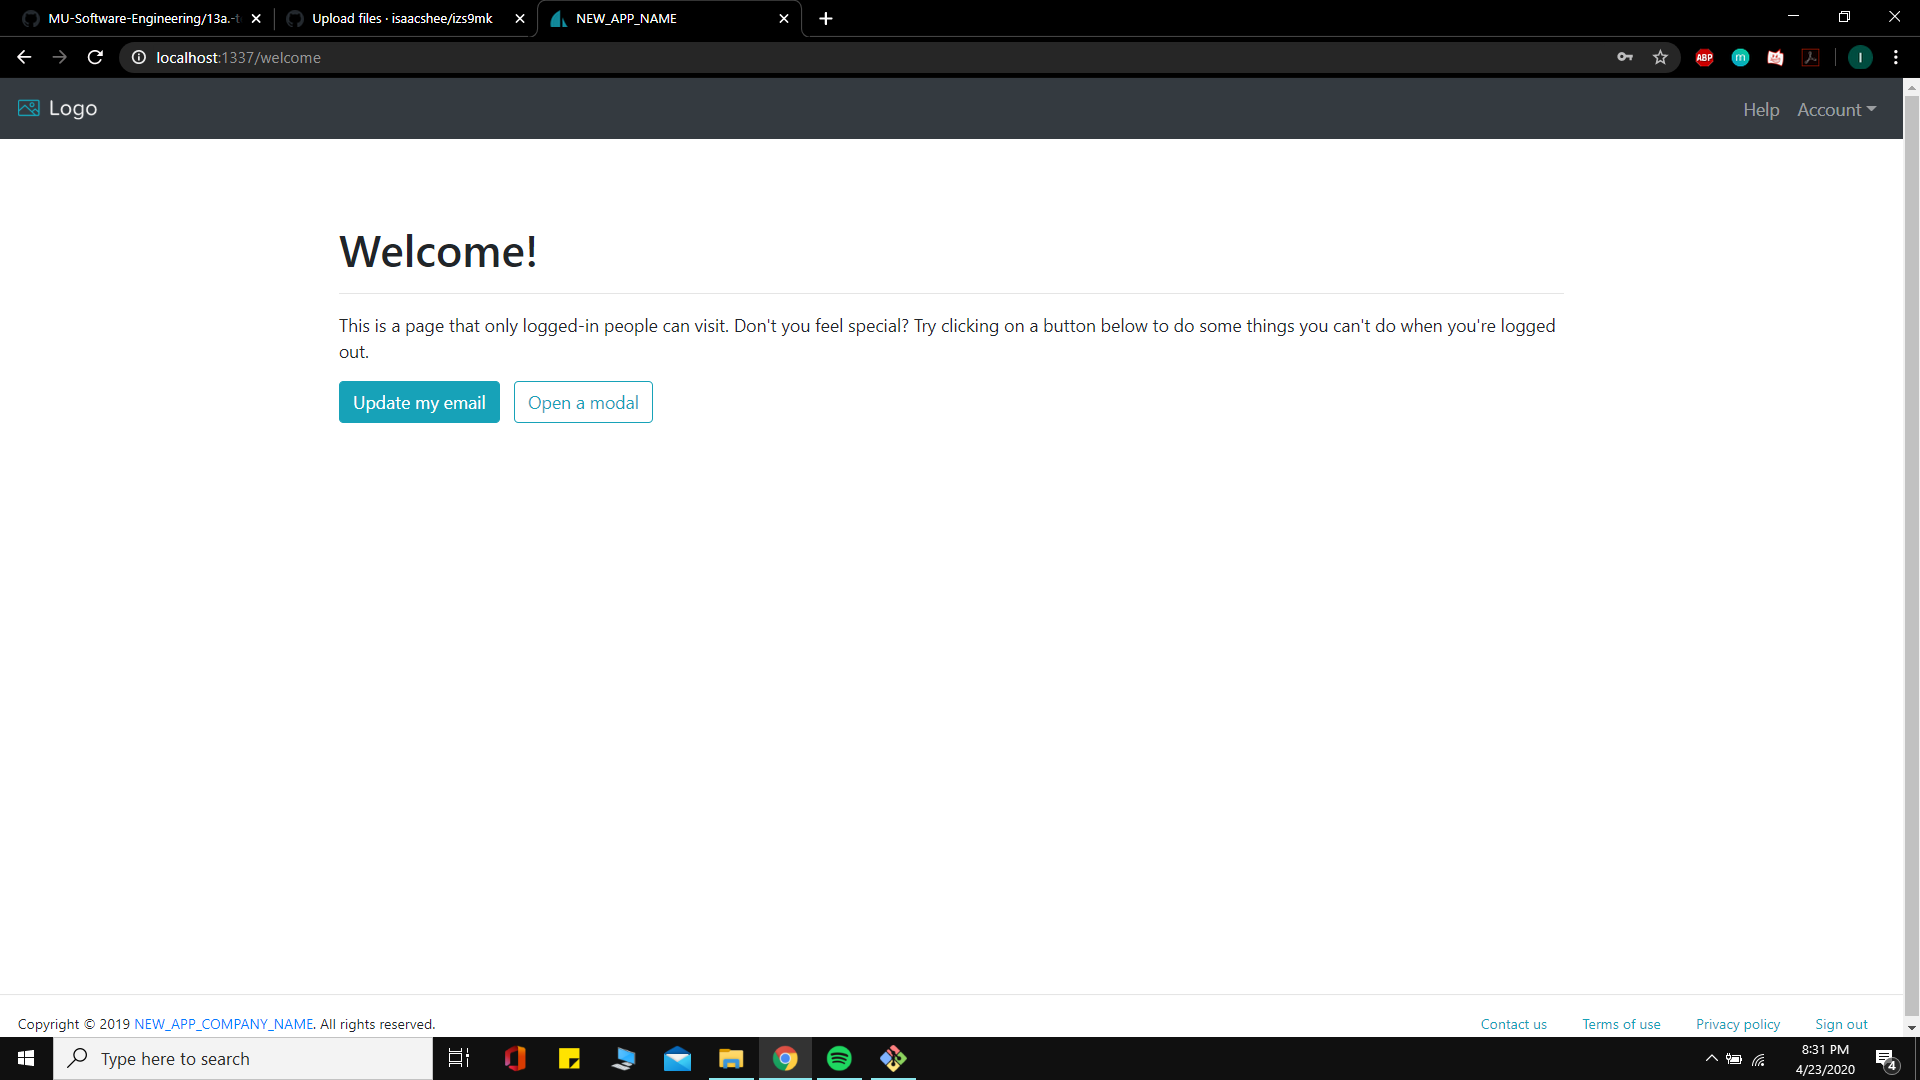 MU-Software-Engineering/13a.-t
Upload files · isaacshee/izs9mk
NEW_APP_NAME
localhost:1337/welcome
ABP
m
I
Logo
Help
Account
Welcome!
This is a page that only logged-in people can visit. Don't you feel special? Try clicking on a button below to do some things you can't do when you're logged
out.
Update my email
Open a modal
Copyright © 2019 NEW_APP_COMPANY_NAME. All rights reserved.
Contact us
Terms of use
Privacy policy
Sign out
Type here to search
8:31 PM
4/23/2020
4